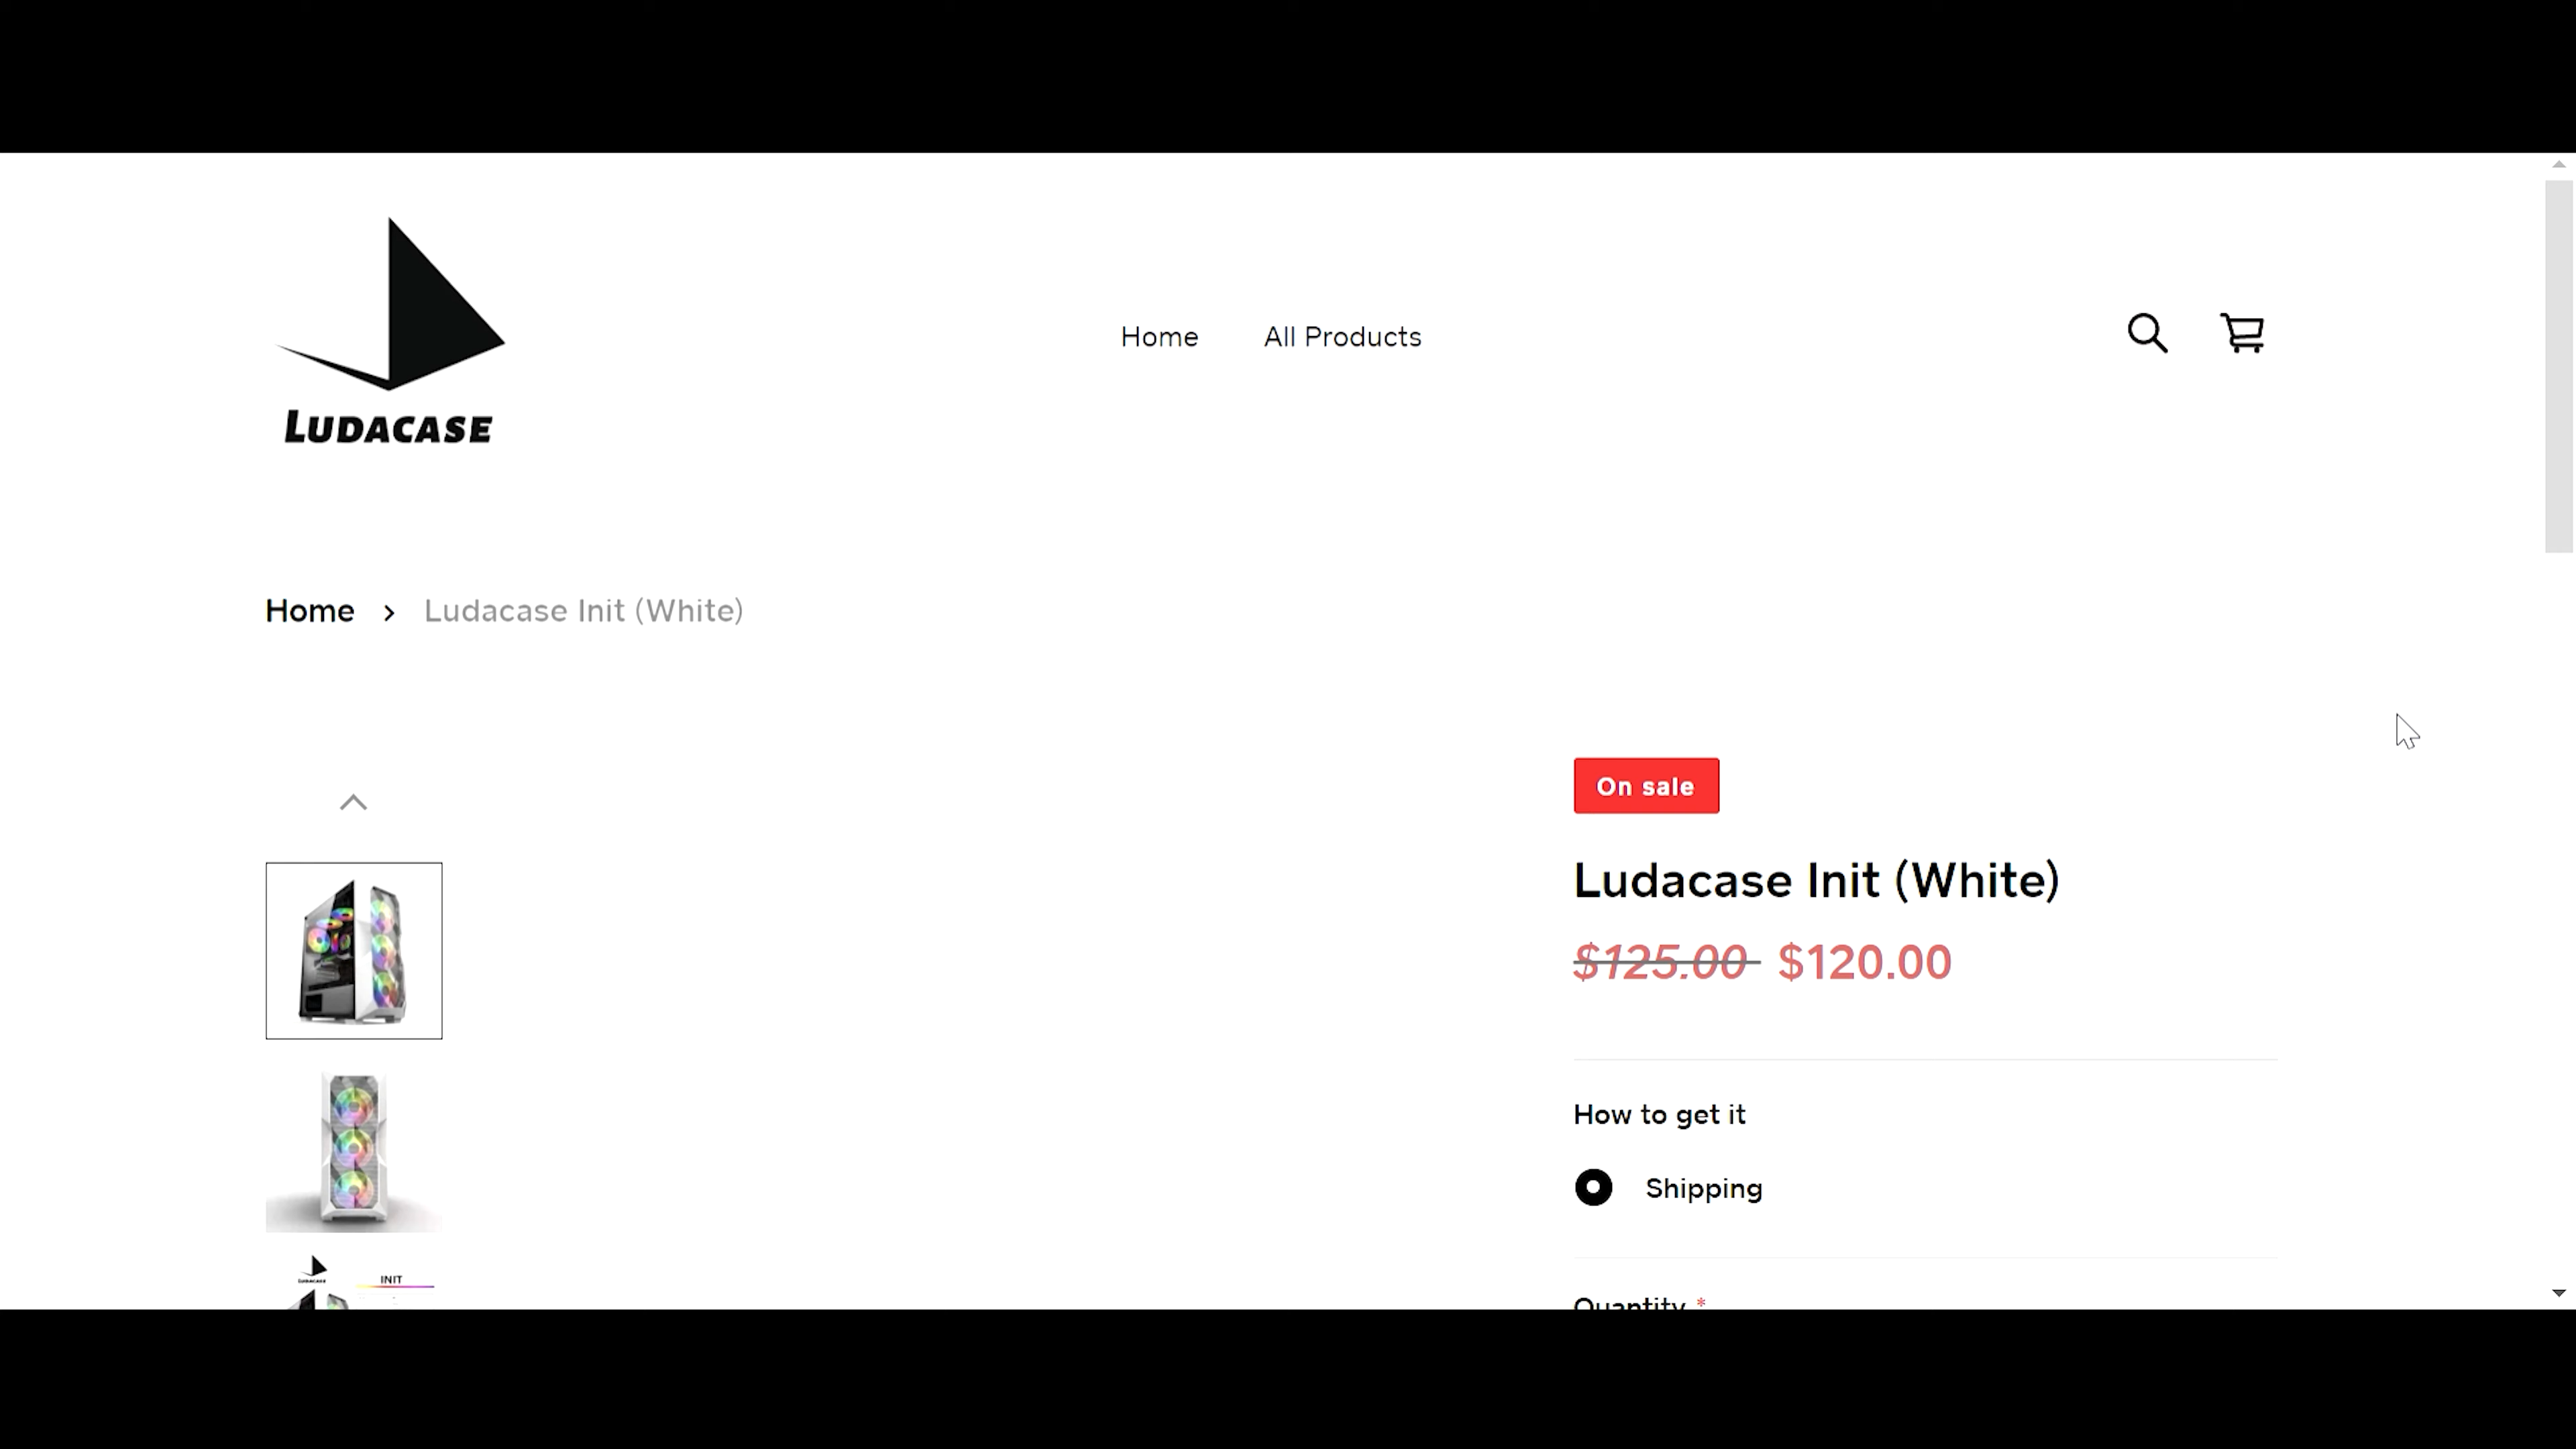 LUDACASE
Home All Products
Home > Ludacase Init (White)
On sale
Ludacase Init (White)
$125.00 $120.00
How to get it
Shipping
INIT
Quantity *